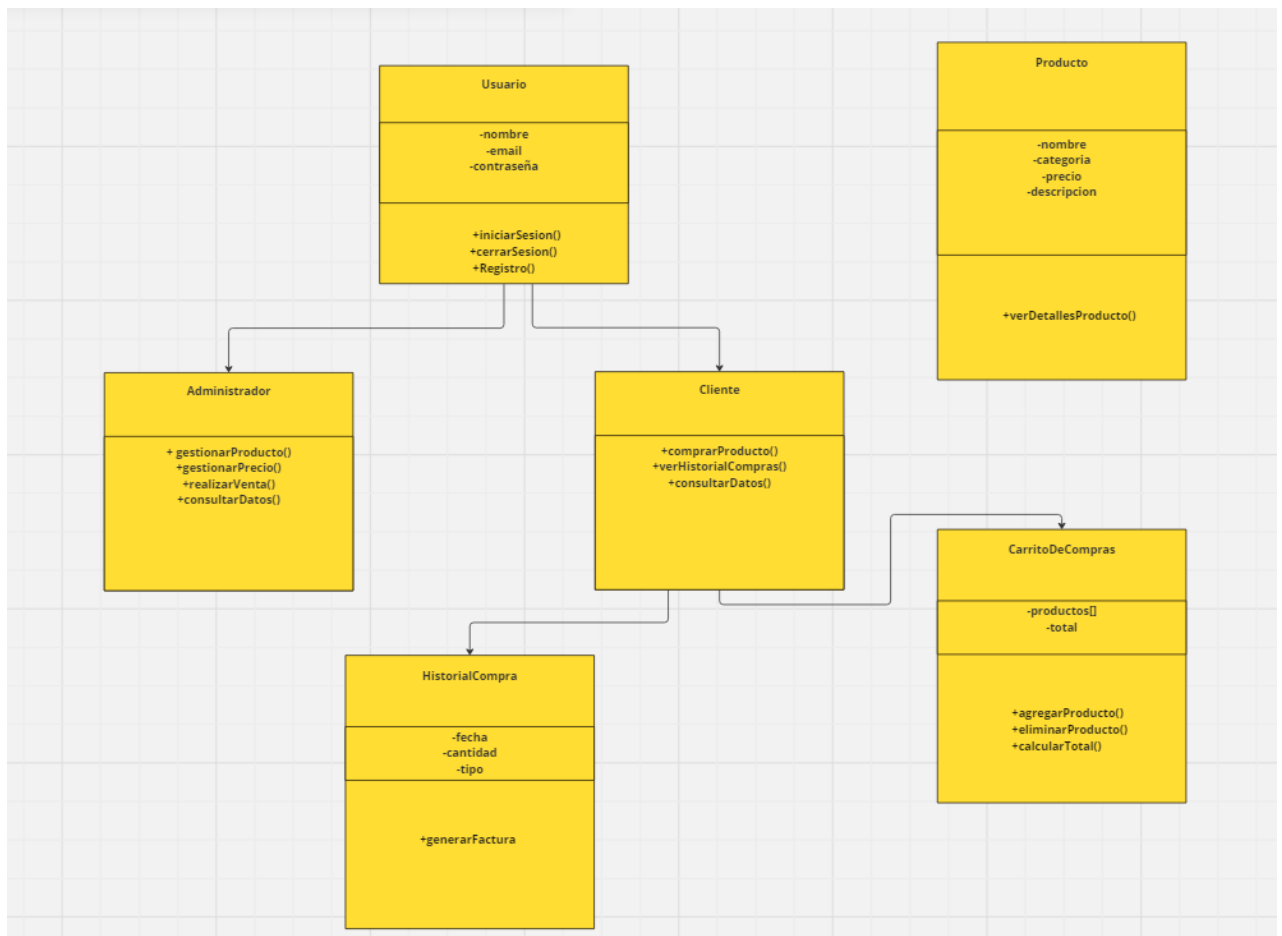 Usuario
-nombre
-email
-contraseña
+iniciarSesion()
+cerrarSesion()
+Registro()
Producto
-nombre
-categoria
-precio
-descripcion
+verDetallesProducto()
Administrador
+ gestionarProducto()
+gestionarPrecio()
+realizarVenta()
+consultarDatos()
Cliente
+comprarProducto()
+verHistorialCompras()
+consultarDatos()
CarritoDeCompras
-productos[]
-total
+agregarProducto()
+eliminarProducto()
+calcularTotal()
HistorialCompra
-fecha
-cantidad
-tipo
+generarFactura